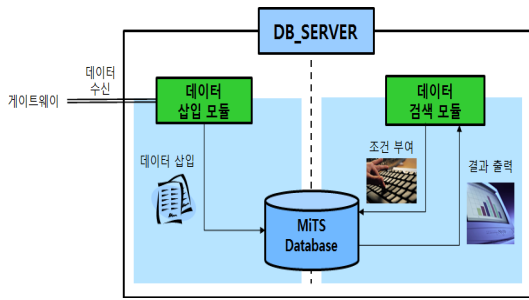 DB_SERVER
데이터
수신
게이트웨이
데이터
삽입 모듈
데이터
검색 모듈
데이터 삽입
조건 부여
결과 출력
MiTS
Database